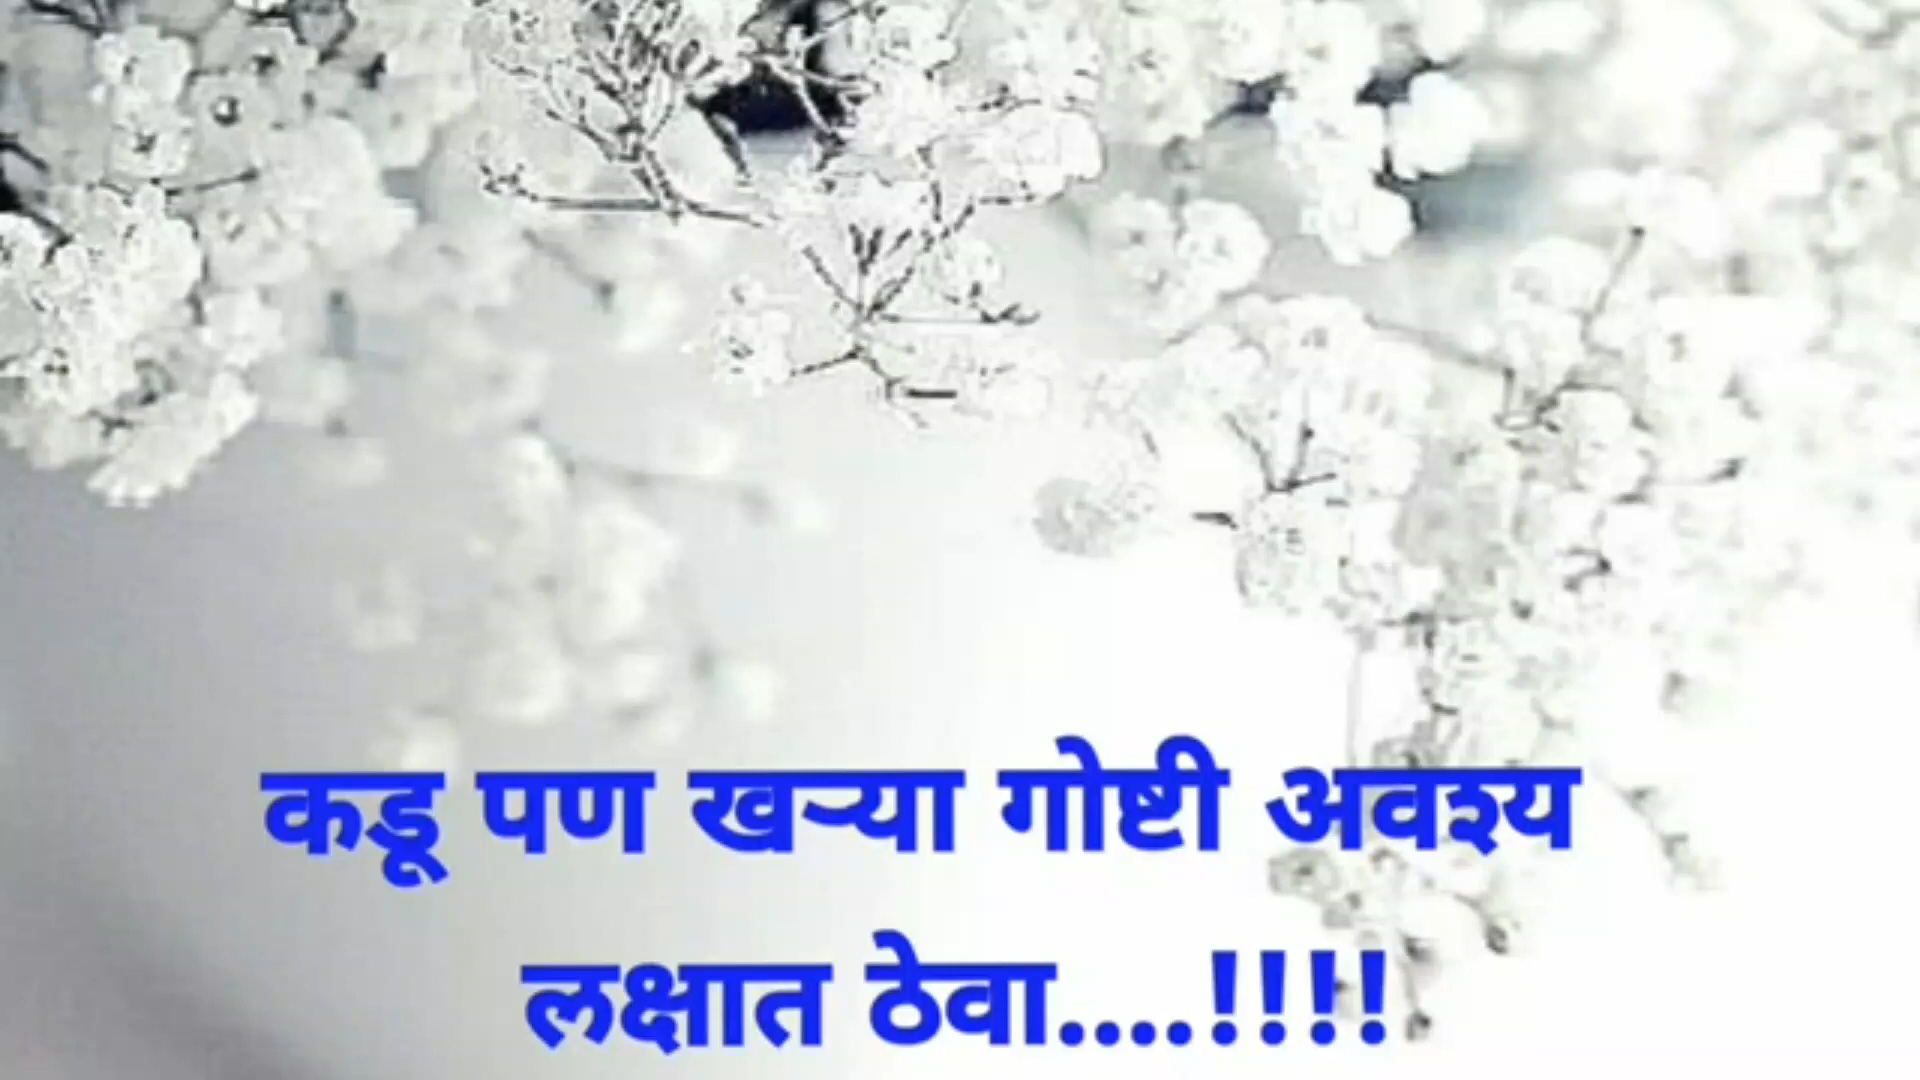 कडू पण खऱ्या गोष्टी अवश्य
लक्षात ठेवा....!!!!